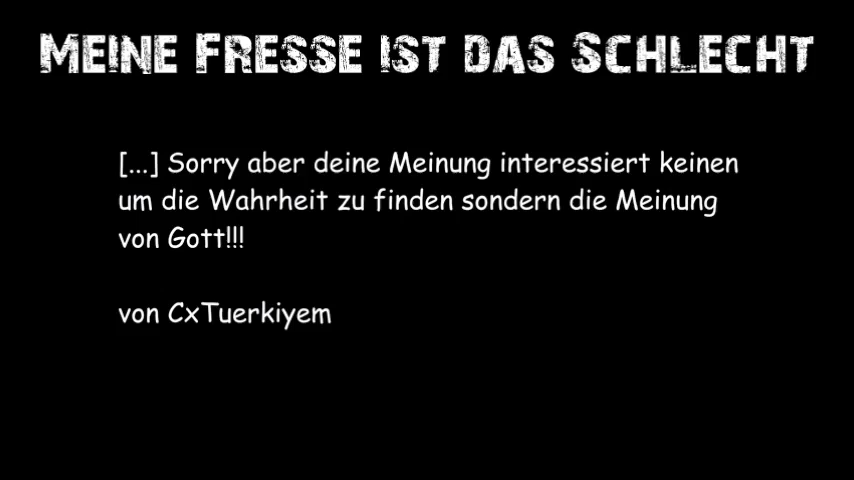 MEINE FRESSE IST DAS SCHLECHT
[...] Sorry aber deine Meinung interessiert keinen
um die Wahrheit zu finden sondern die Meinung
von Gott!!!
von CxTuerkiyem